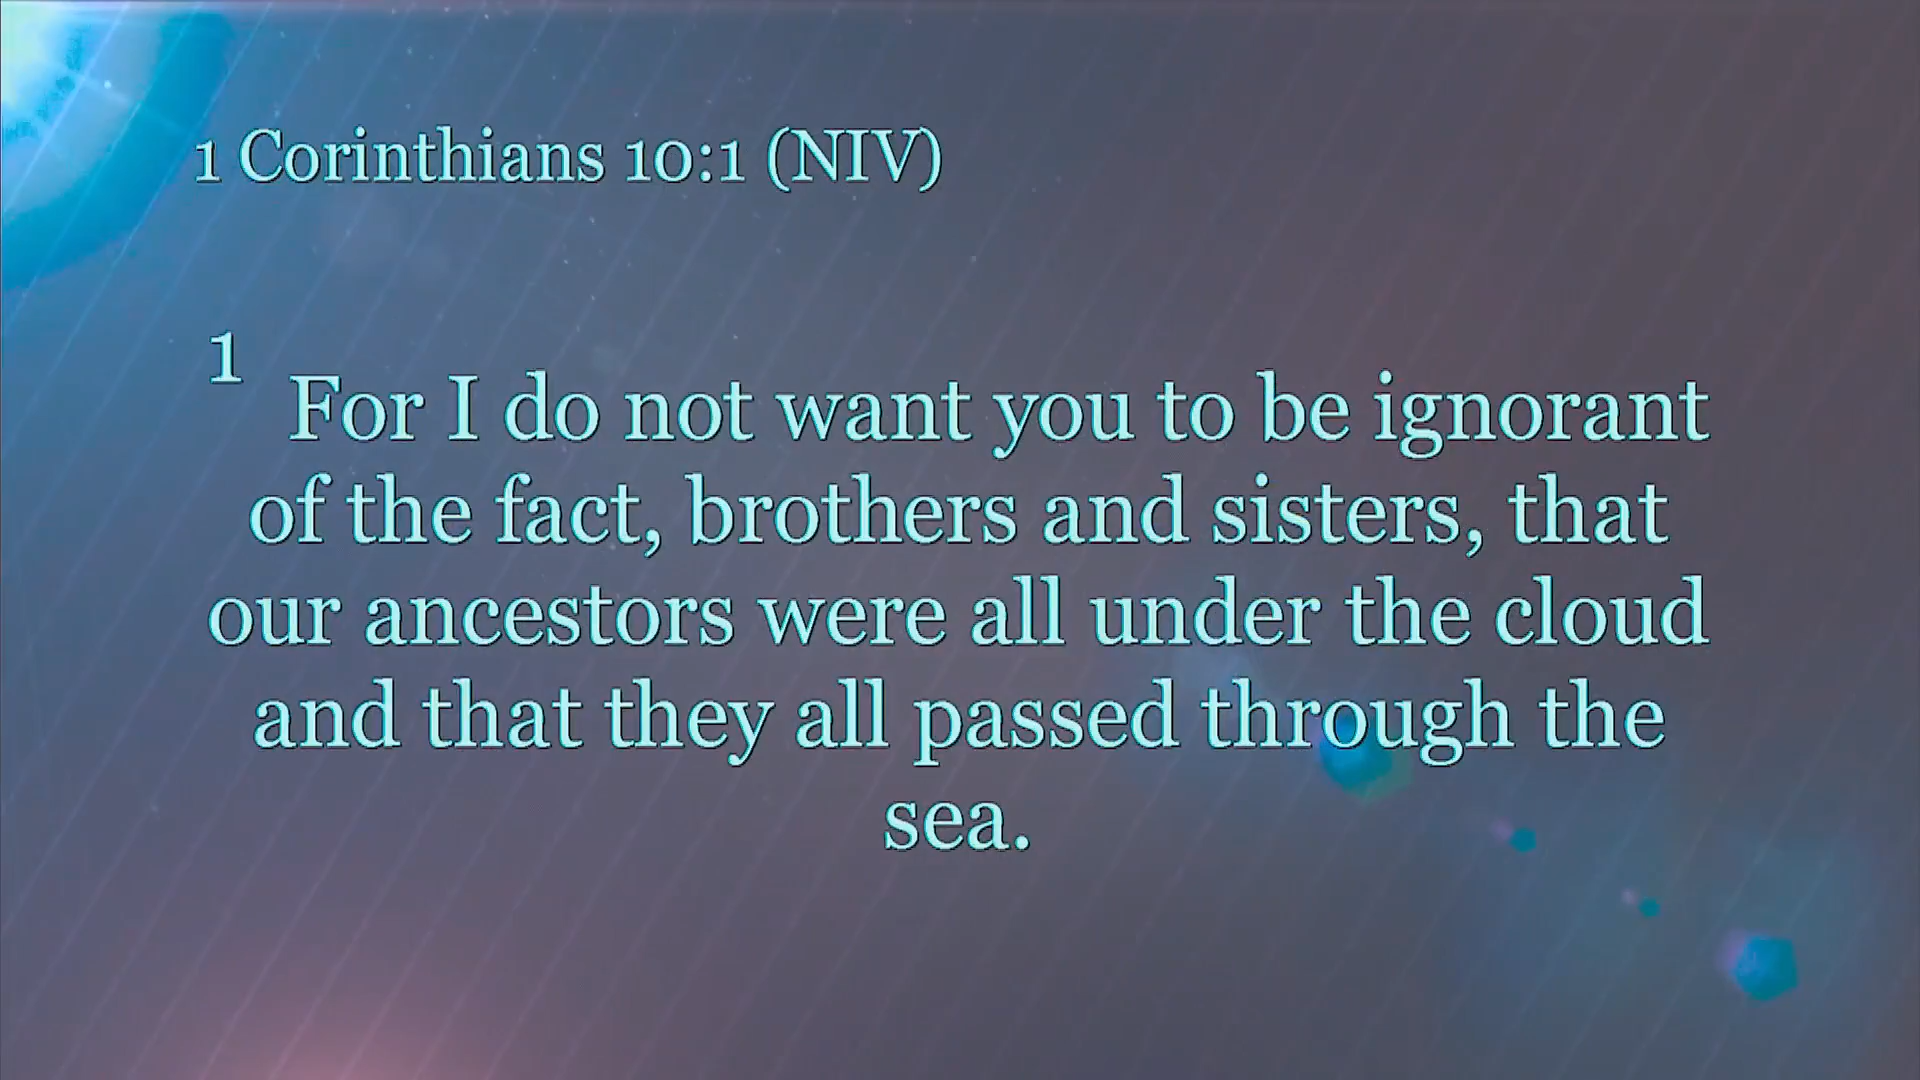 1 Corinthians 10:1 (NIV)
1 For I do not want you to be ignorant
of the fact, brothers and sisters, that
our ancestors were all under the cloud
and that they all passed through the
sea.